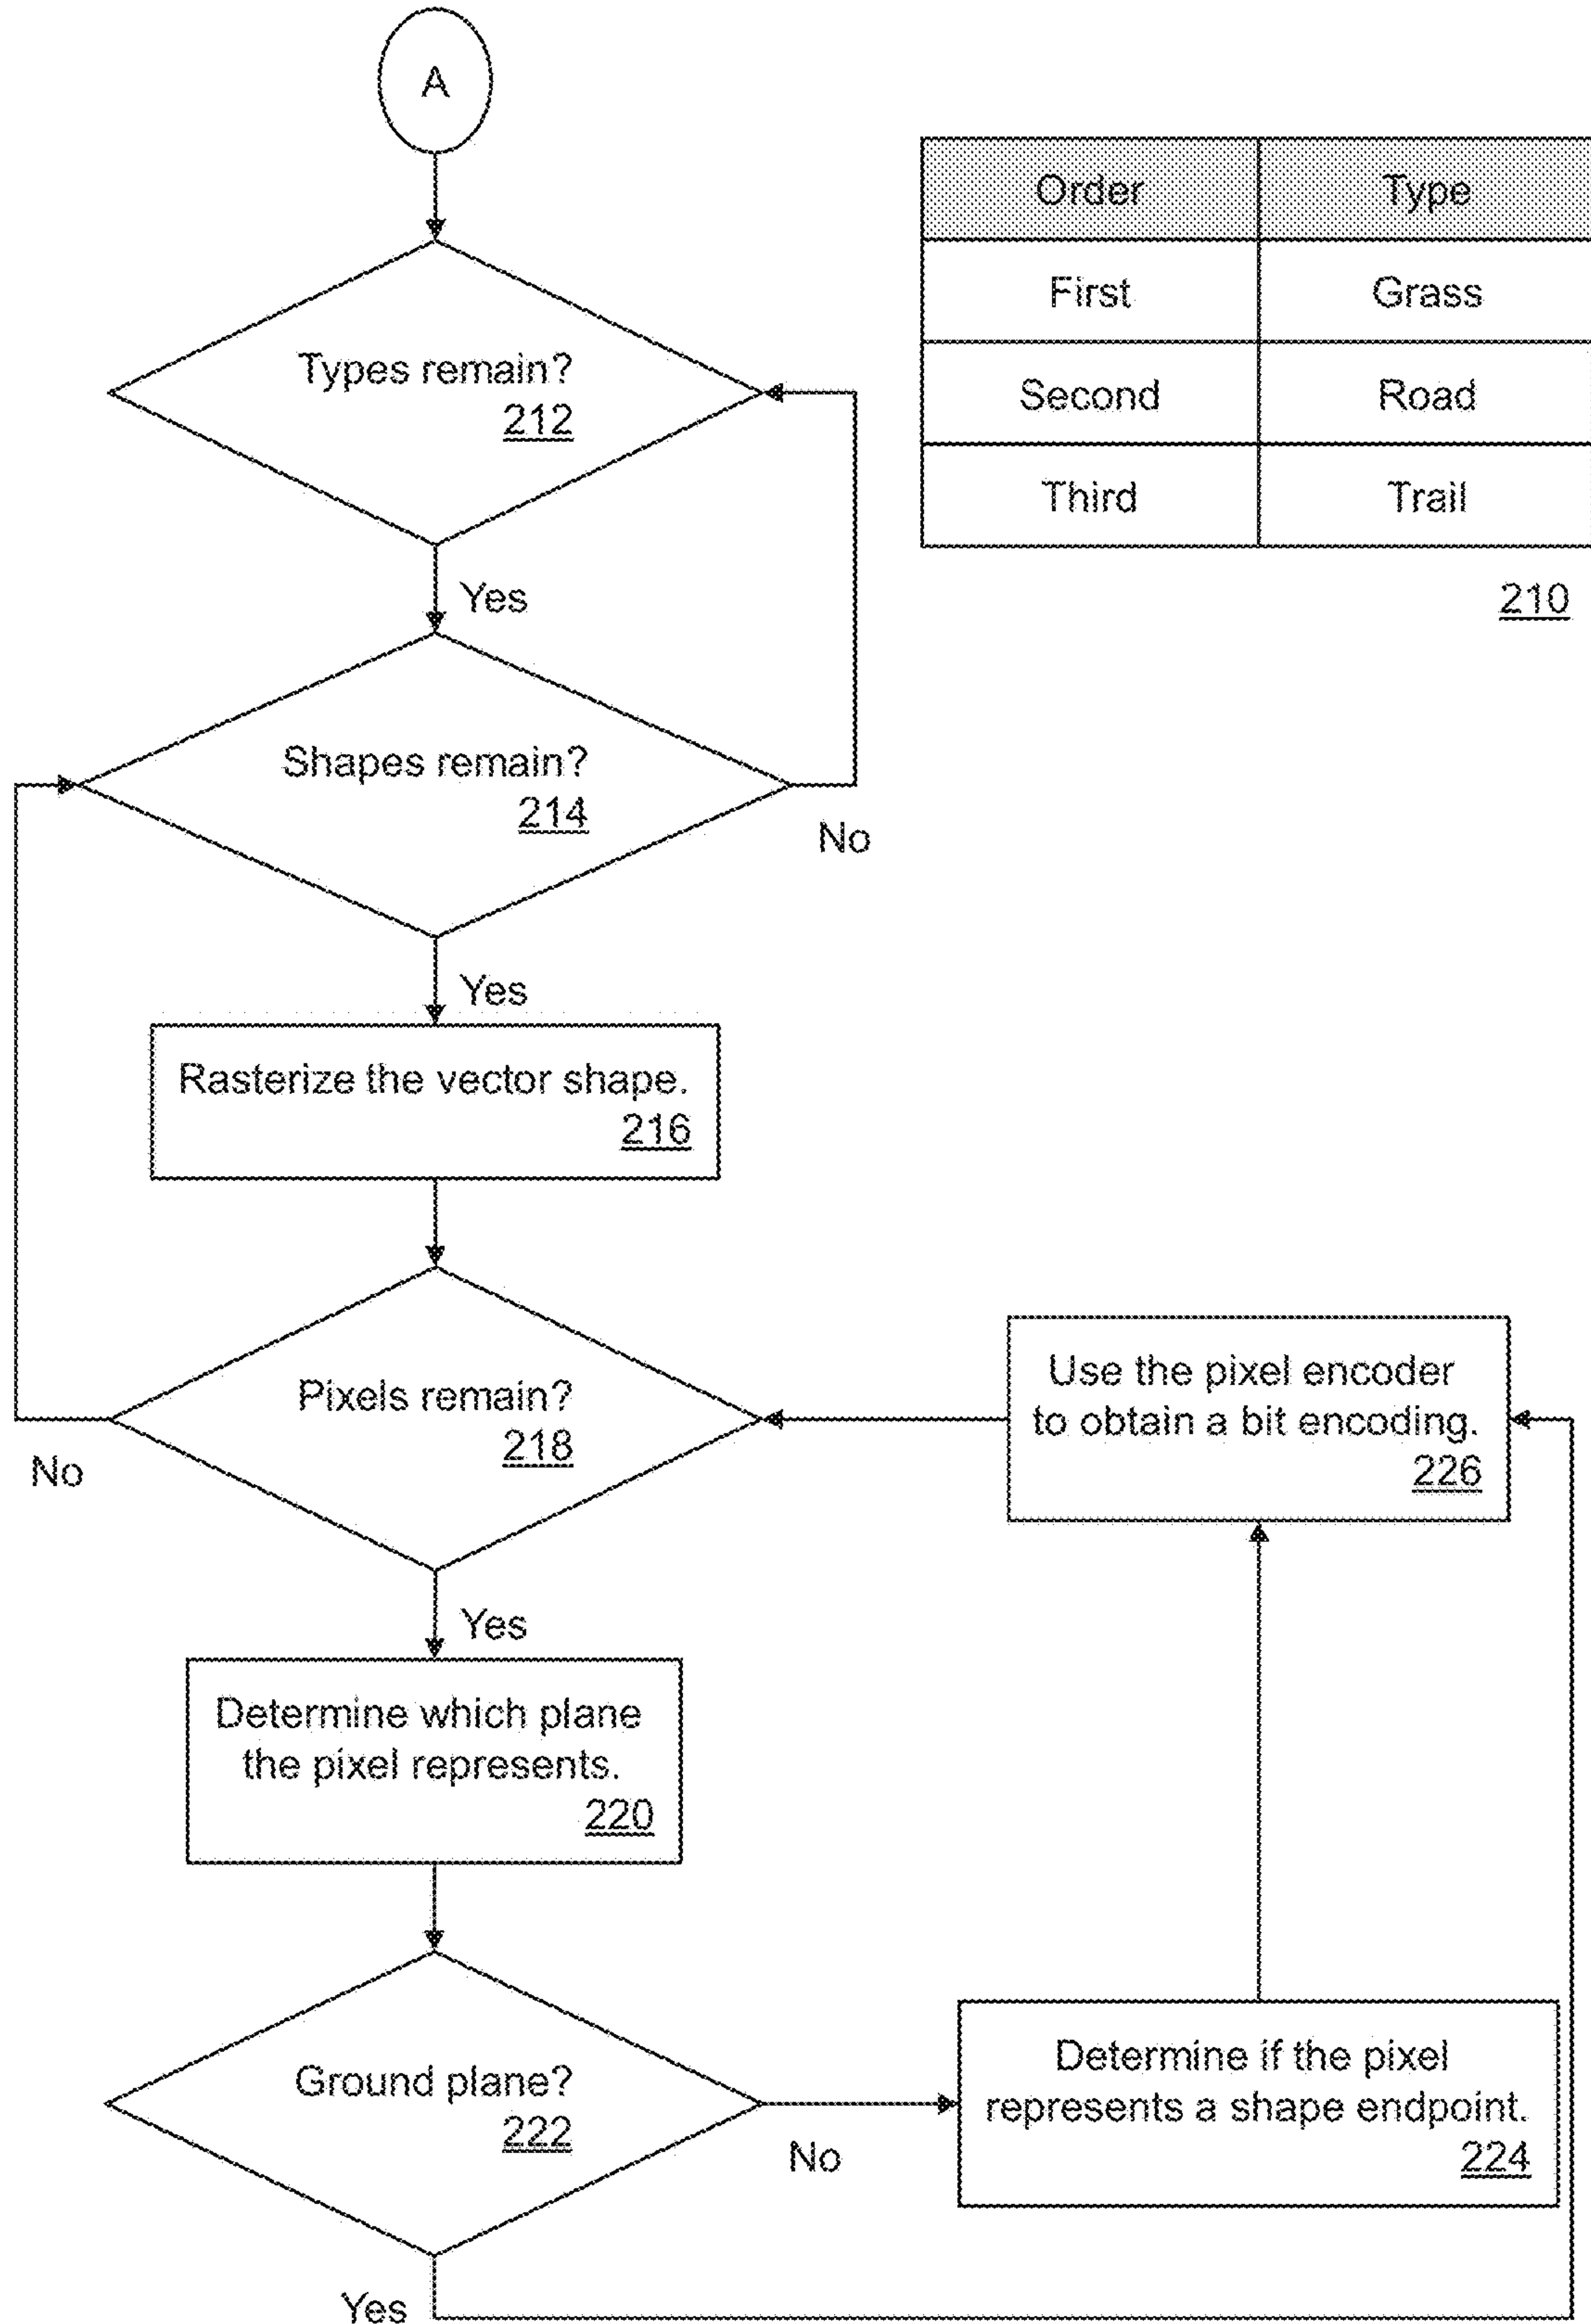 A
Order Type
First Grass
Second Road
Third Trail
210
Types remain?
212
Yes
Shapes remain?
214
No
Yes
Rasterize the vector shape.
216
Pixels remain?
218
No
Yes
Use the pixel encoder
to obtain a bit encoding.
226
Determine which plane
the pixel represents.
220
Ground plane?
222
No
Yes
Determine if the pixel
represents a shape endpoint.
224